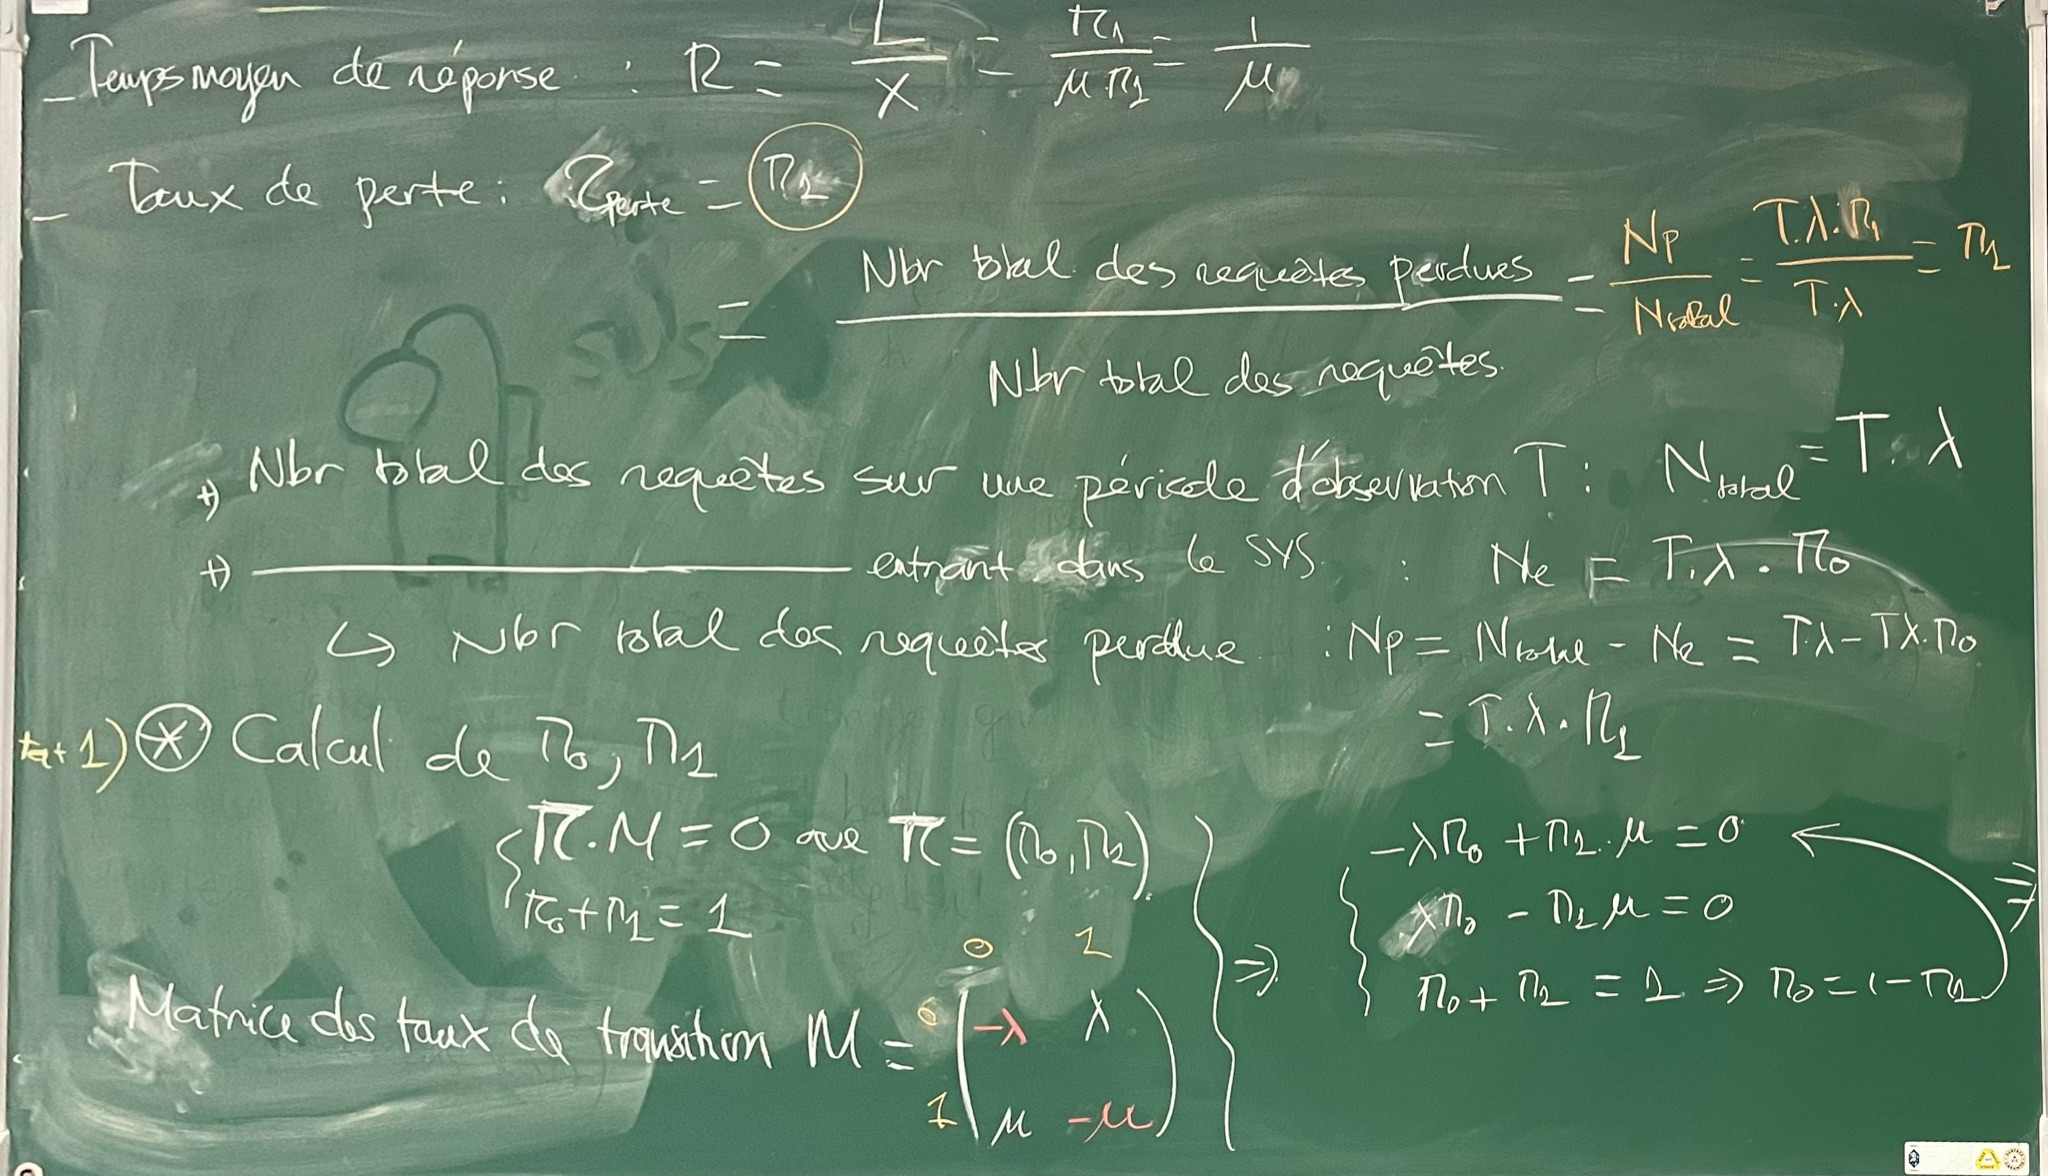 - Temps moyen de réponse : R = L/X = π1/(μ.π1) = 1/μ
- Taux de perte : τperte = π1
= Nbr total des requêtes perdues / Nbr total des requêtes = Np/Ntotal = T.λ.π1/(T.λ) = π1
sys
+) Nbr total des requêtes sur une période d'observation T : Ntotal = T.λ
+) ———— entrant dans le SYS : Ne = T.λ.π0
↳ Nbr total des requêtes perdue : Np = Ntotal - Ne = T.λ - Tλ.π0
= T.λ.π1
1) ⊛ Calcul de π0, π1
{ π.M = 0 π = (π0, π1)
π0 + π1 = 1
} ⇒ { -λπ0 + π1.μ = 0 ⇒
λπ0 - π1μ = 0
π0 + π1 = 1 ⇒ π0 = 1 - π1
0 1
Matrice des taux de transition M = 0 ( -λ λ
1 μ -μ )